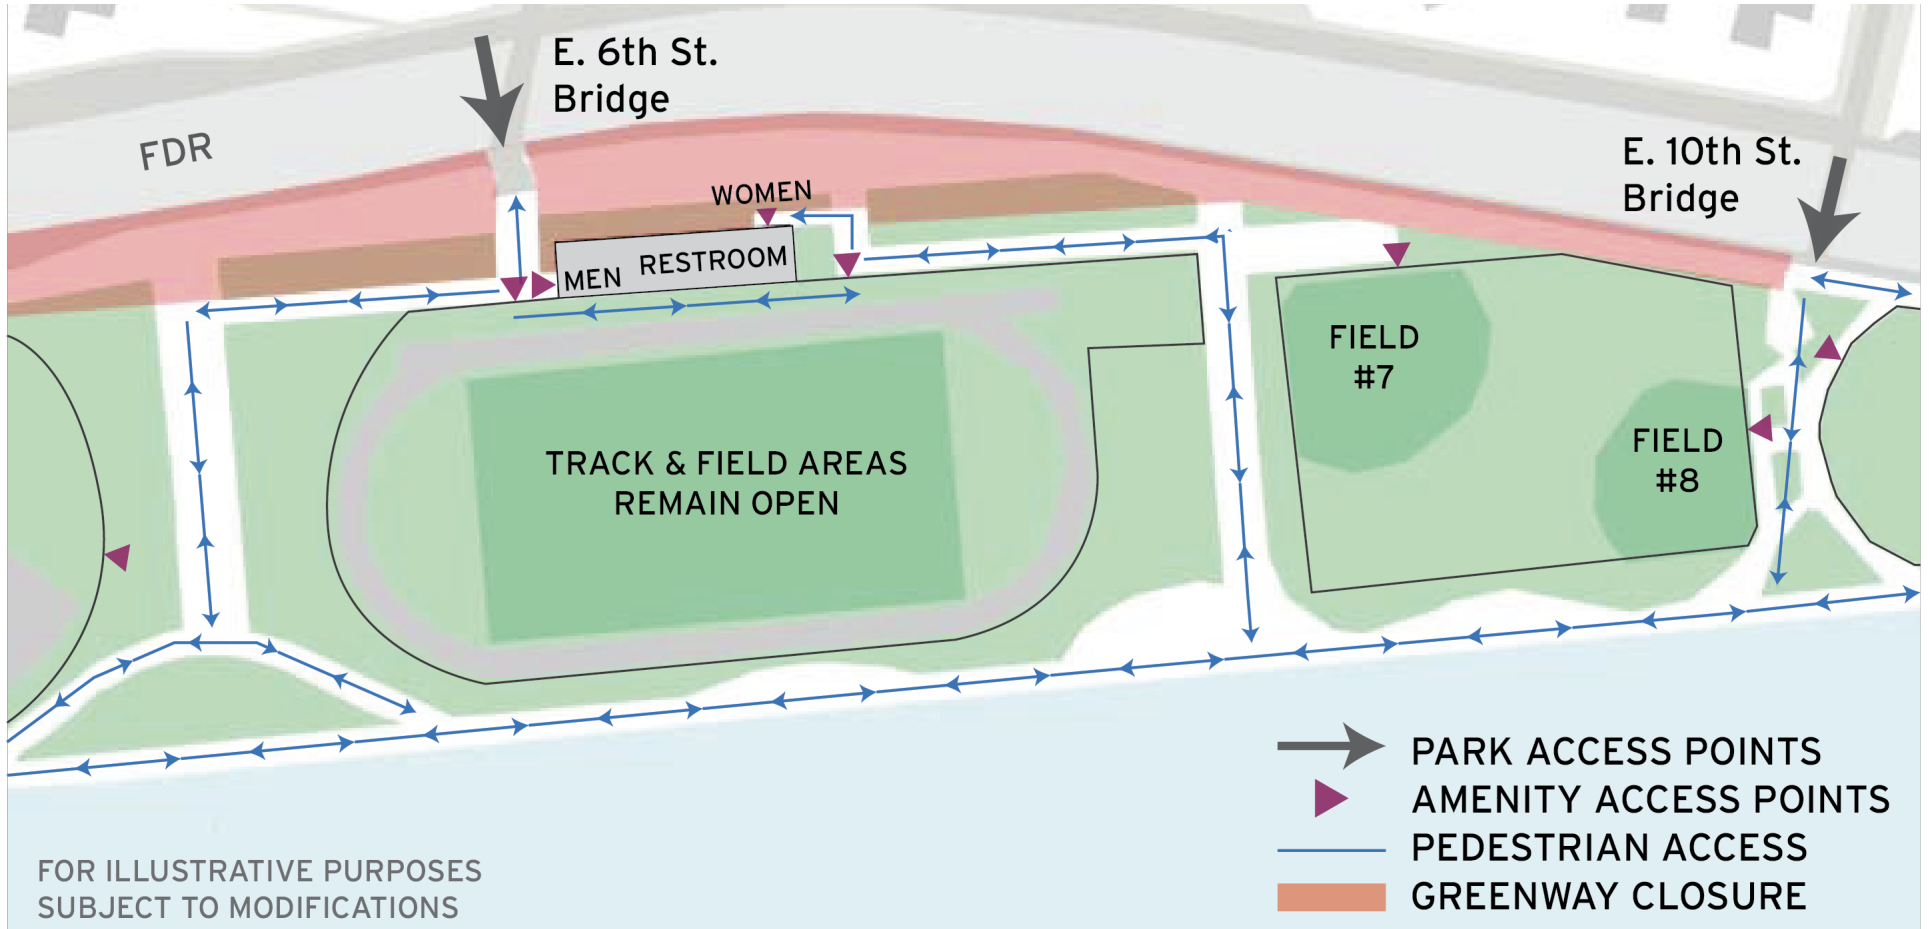 E. 6th St.
Bridge
FDR
E. 10th St.
Bridge
WOMEN
MEN
RESTROOM
FIELD
#7
FIELD
#8
TRACK & FIELD AREAS
REMAIN OPEN
PARK ACCESS POINTS
AMENITY ACCESS POINTS
PEDESTRIAN ACCESS
GREENWAY CLOSURE
FOR ILLUSTRATIVE PURPOSES
SUBJECT TO MODIFICATIONS